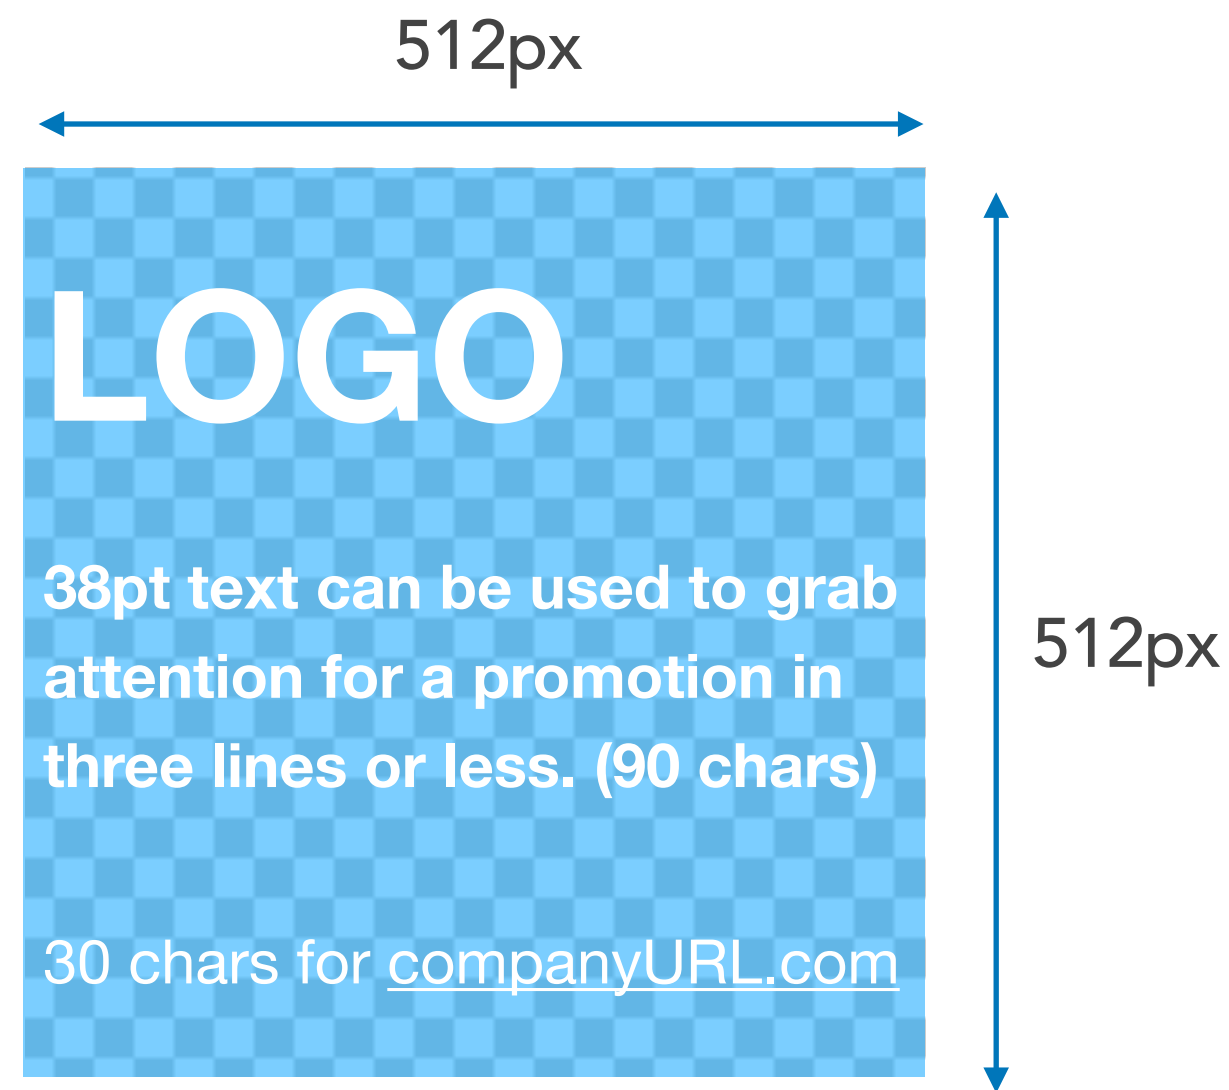 512px
LOGO
38pt text can be used to grab
attention for a promotion in
three lines or less. (90 chars)
512px
30 chars for companyURL.com